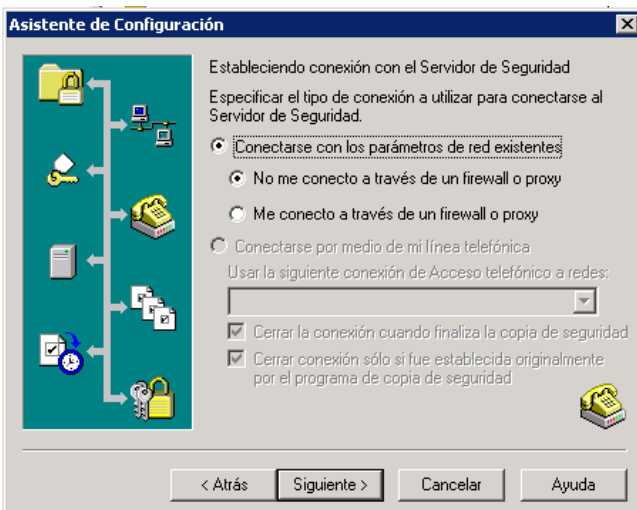 Asistente de Configuración
Estableciendo conexión con el Servidor de Seguridad
Especificar el tipo de conexión a utilizar para conectarse al
Servidor de Seguridad.
Conectarse con los parámetros de red existentes
No me conecto a través de un firewall o proxy
Me conecto a través de un firewall o proxy
Conectarse por medio de mi línea telefónica
Usar la siguiente conexión de Acceso telefónico a redes:
Cerrar la conexión cuando finaliza la copia de seguridad
Cerrar conexión sólo si fue establecida originalmente
por el programa de copia de seguridad
< Atrás Siguiente > Cancelar Ayuda